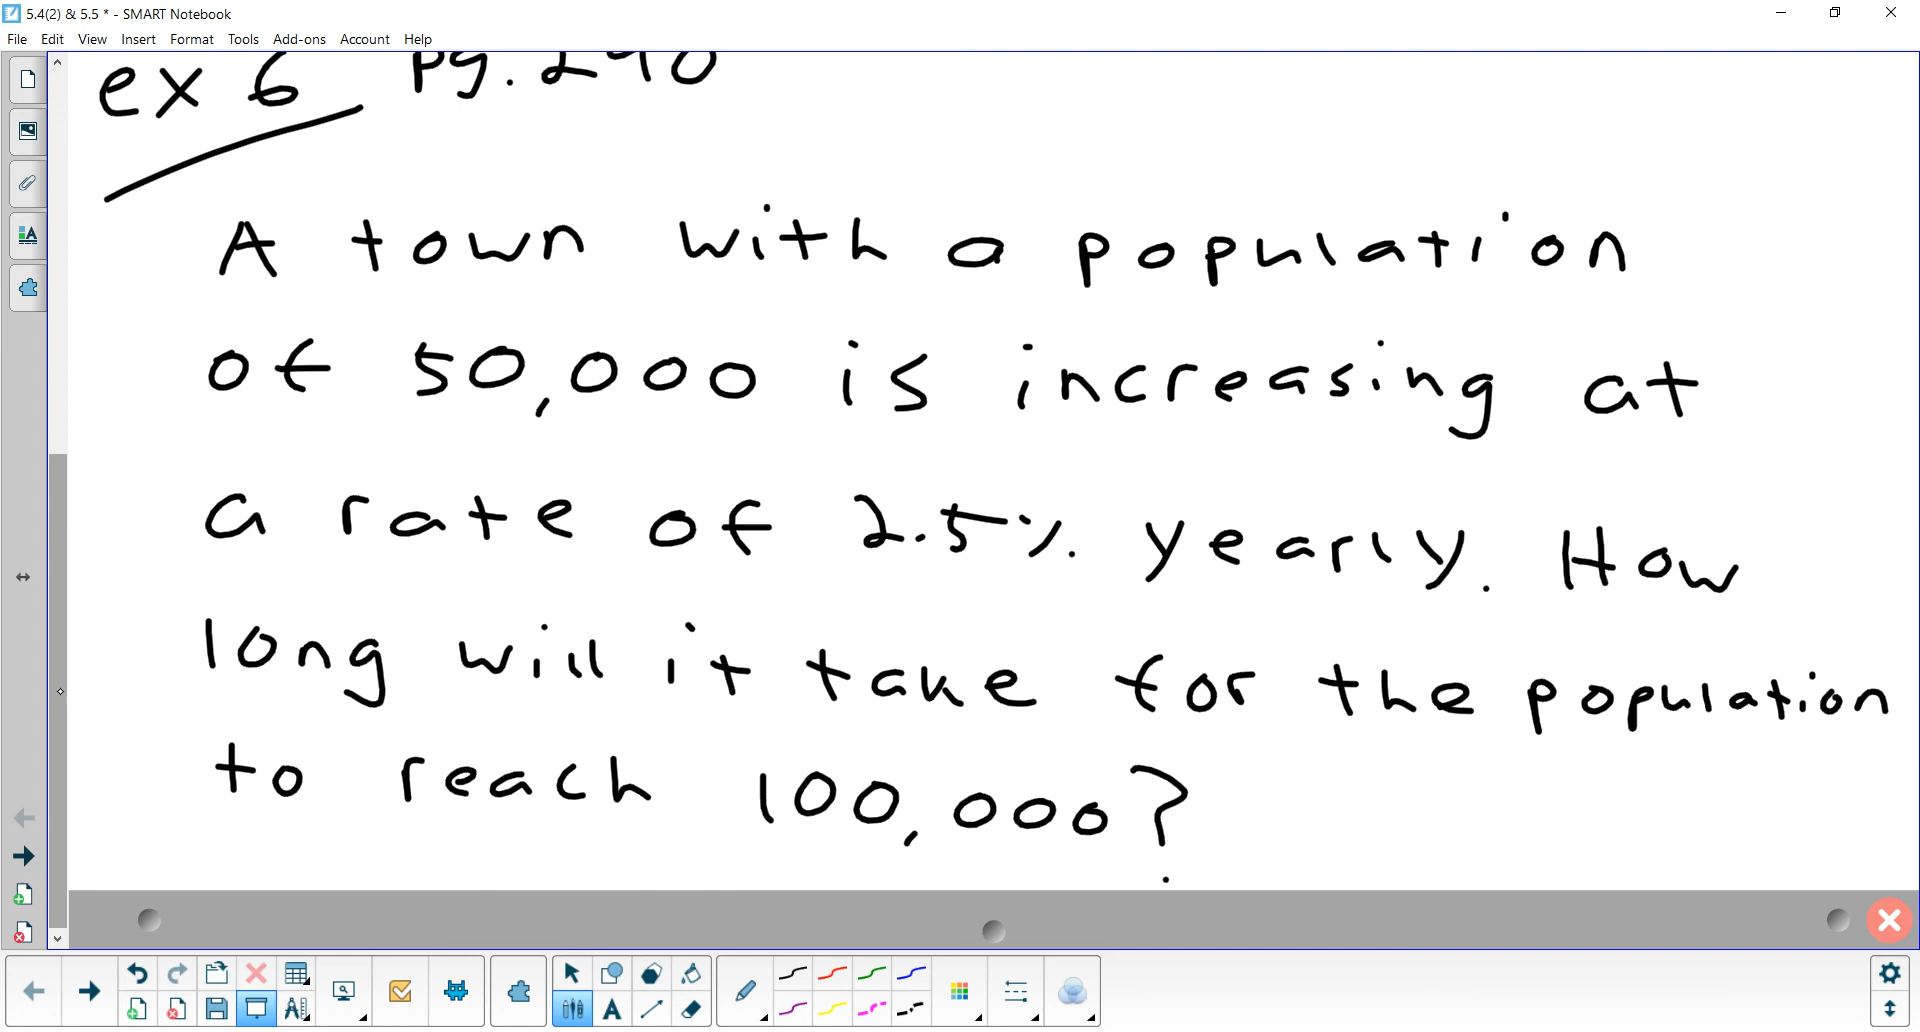 5.4(2) & 5.5 * - SMART Notebook
File Edit View Insert Format Tools Add-ons Account Help
ex 6 pg. 290
A town with a population
of 50,000 is increasing at
a rate of 2.5% yearly. How
long will it take for the population
to reach 100,000?